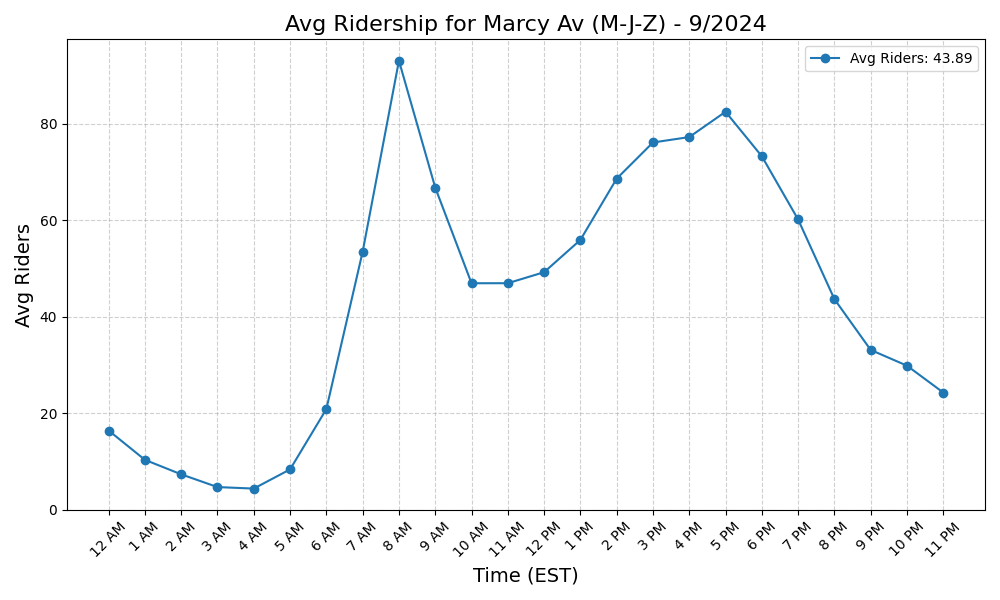 Avg Ridership for Marcy Av (M-J-Z) - 9/2024
Avg Riders: 43.89
Avg Riders
80
60
40
20
0
12 AM
1 AM
2 AM
3 AM
4 AM
5 AM
6 AM
7 AM
8 AM
9 AM
10 AM
11 AM
12 PM
1 PM
2 PM
3 PM
4 PM
5 PM
6 PM
7 PM
8 PM
9 PM
10 PM
11 PM
Time (EST)